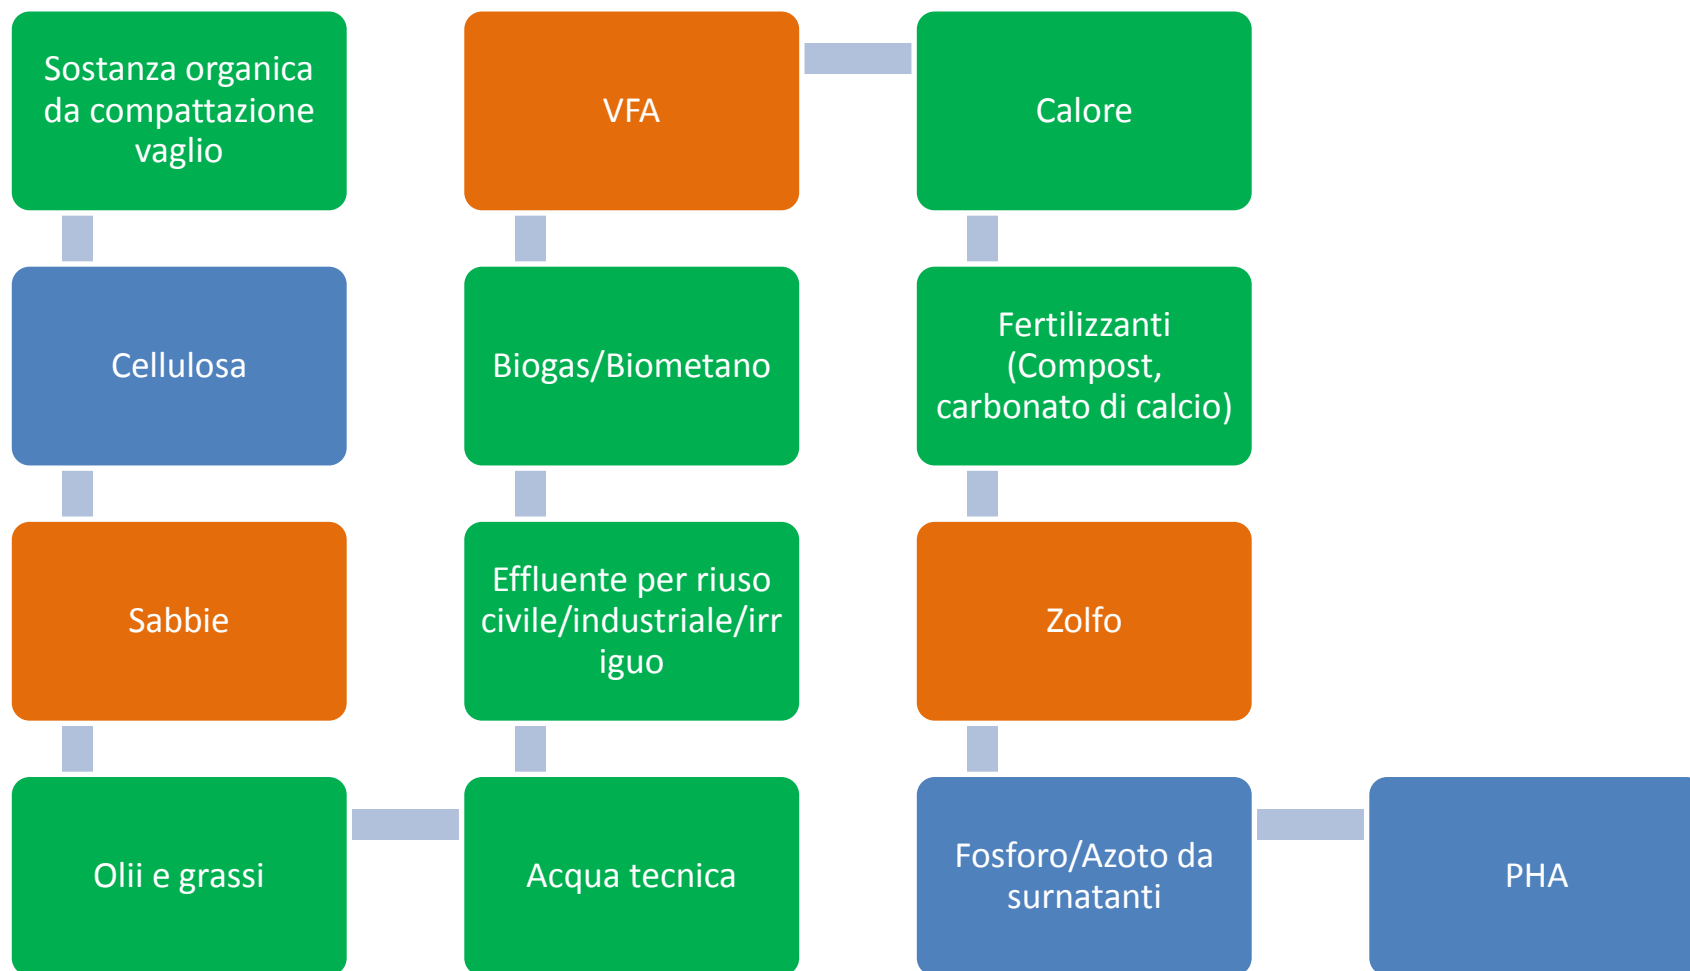 Sostanza organica
da compattazione
vaglio
Cellulosa
Sabbie
Olii e grassi
Acqua tecnica
Effluente per riuso
civile/industriale/irr
iguo
Biogas/Biometano
VFA
Calore
Fertilizzanti
(Compost,
carbonato di calcio)
Zolfo
Fosforo/Azoto da
surnatanti
PHA